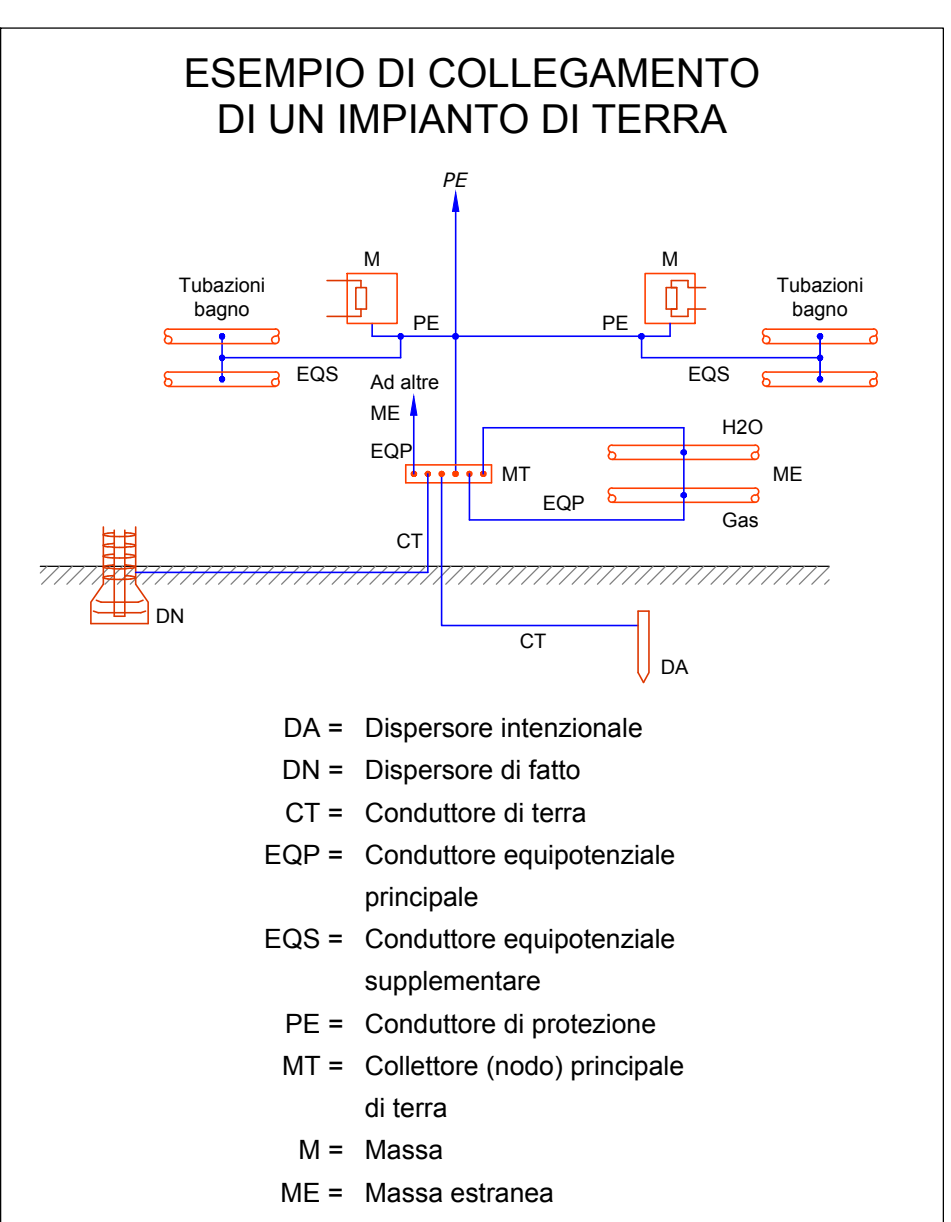 ESEMPIO DI COLLEGAMENTO
DI UN IMPIANTO DI TERRA
PE
M
M
Tubazioni
bagno
Tubazioni
bagno
PE
PE
EQS
EQS
Ad altre
ME
EQP
MT
H2O
ME
EQP
Gas
CT
DN
CT
DA
DA = Dispersore intenzionale
DN = Dispersore di fatto
CT = Conduttore di terra
EQP = Conduttore equipotenziale
principale
EQS = Conduttore equipotenziale
supplementare
PE = Conduttore di protezione
MT = Collettore (nodo) principale
di terra
M = Massa
ME = Massa estranea